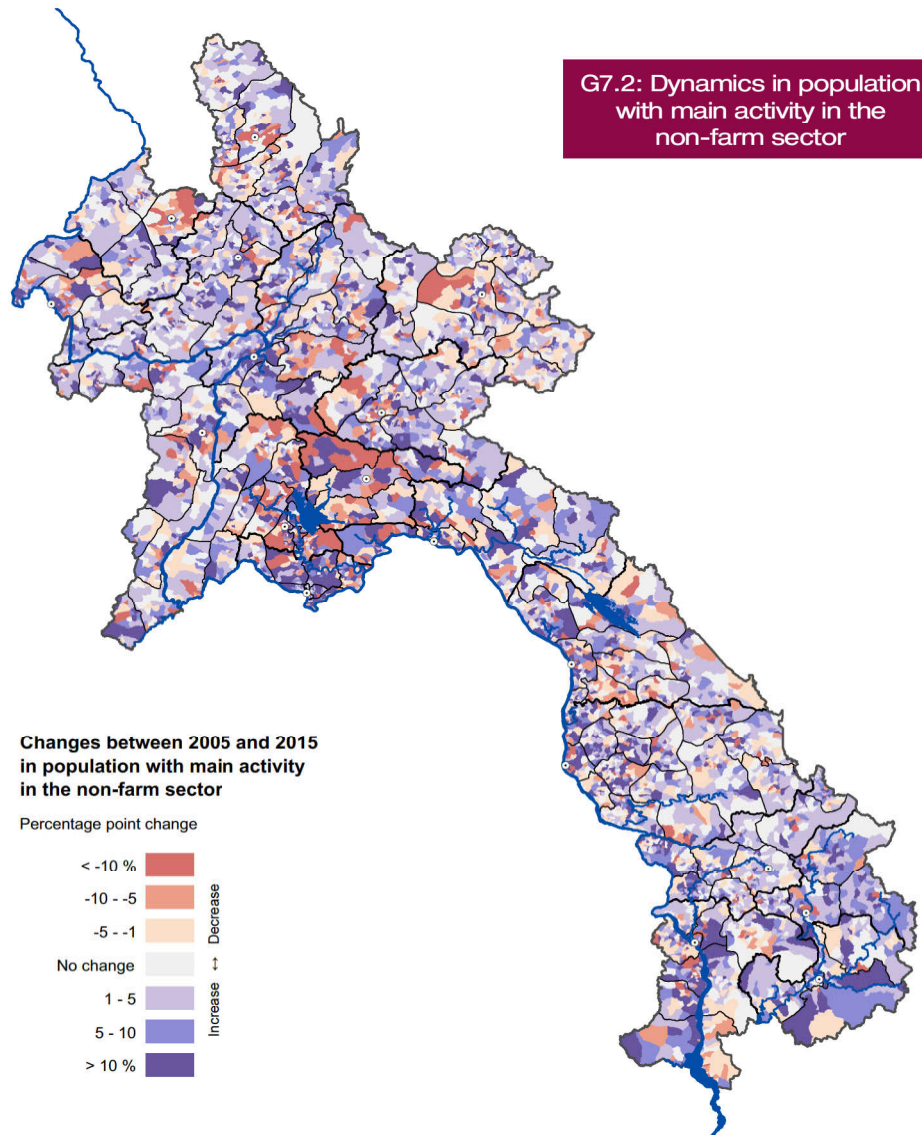 G7.2: Dynamics in population
with main activity in the
non-farm sector
Changes between 2005 and 2015
in population with main activity
in the non-farm sector
Percentage point change
< -10 %
-10 - -5
-5 - -1
No change
1 - 5
5 - 10
> 10 %
Decrease
↔
Increase